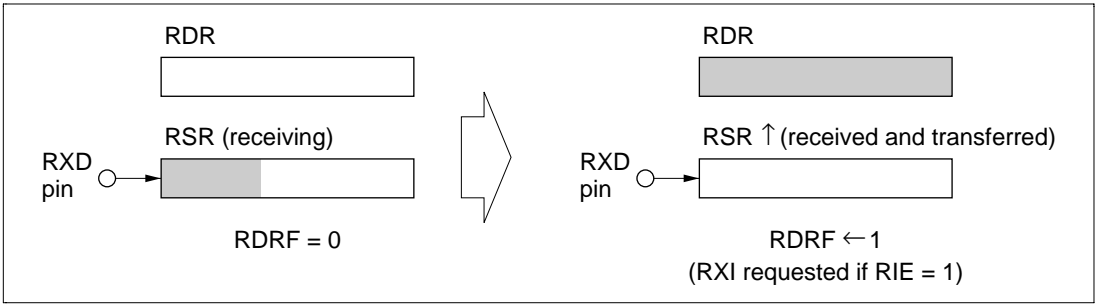 RDR
RSR (receiving)
RXD
pin
RDRF = 0
RDR
RSR ↑ (received and transferred)
RXD
pin
RDRF ← 1
(RXI requested if RIE = 1)